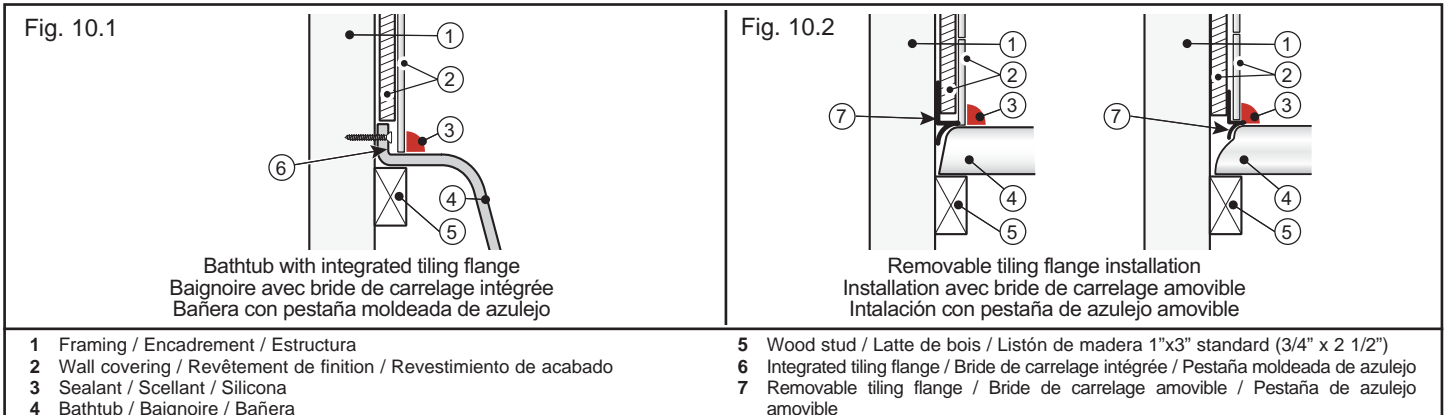 Fig. 10.1
1
2
3
6
4
5
Bathtub with integrated tiling flange
Baignoire avec bride de carrelage intégrée
Bañera con pestaña moldeada de azulejo
Fig. 10.2
1
2
7
3
4
5
1
2
7
3
4
5
Removable tiling flange installation
Installation avec bride de carrelage amovible
Intalación con pestaña de azulejo amovible
1 Framing / Encadrement / Estructura
2 Wall covering / Revêtement de finition / Revestimiento de acabado
3 Sealant / Scellant / Silicona
4 Bathtub / Baignoire / Bañera
5 Wood stud / Latte de bois / Listón de madera 1”x3” standard (3/4” x 2 1/2”)
6 Integrated tiling flange / Bride de carrelage intégrée / Pestaña moldeada de azulejo
7 Removable tiling flange / Bride de carrelage amovible / Pestaña de azulejo
amovible